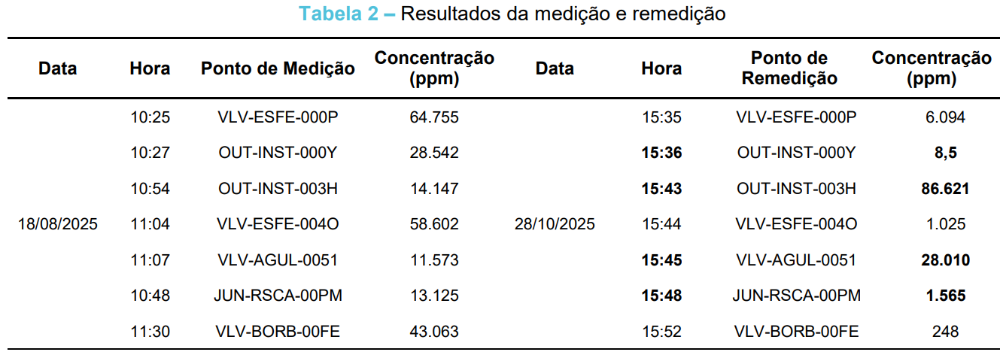 Tabela 2 – Resultados da medição e remedição
Data Hora Ponto de Medição Concentração (ppm) Data Hora Ponto de Remedição Concentração (ppm)
10:25 VLV-ESFE-000P 64.755 15:35 VLV-ESFE-000P 6.094
10:27 OUT-INST-000Y 28.542 15:36 OUT-INST-000Y 8,5
10:54 OUT-INST-003H 14.147 15:43 OUT-INST-003H 86.621
18/08/2025 11:04 VLV-ESFE-004O 58.602 28/10/2025 15:44 VLV-ESFE-004O 1.025
11:07 VLV-AGUL-0051 11.573 15:45 VLV-AGUL-0051 28.010
10:48 JUN-RSCA-00PM 13.125 15:48 JUN-RSCA-00PM 1.565
11:30 VLV-BORB-00FE 43.063 15:52 VLV-BORB-00FE 248